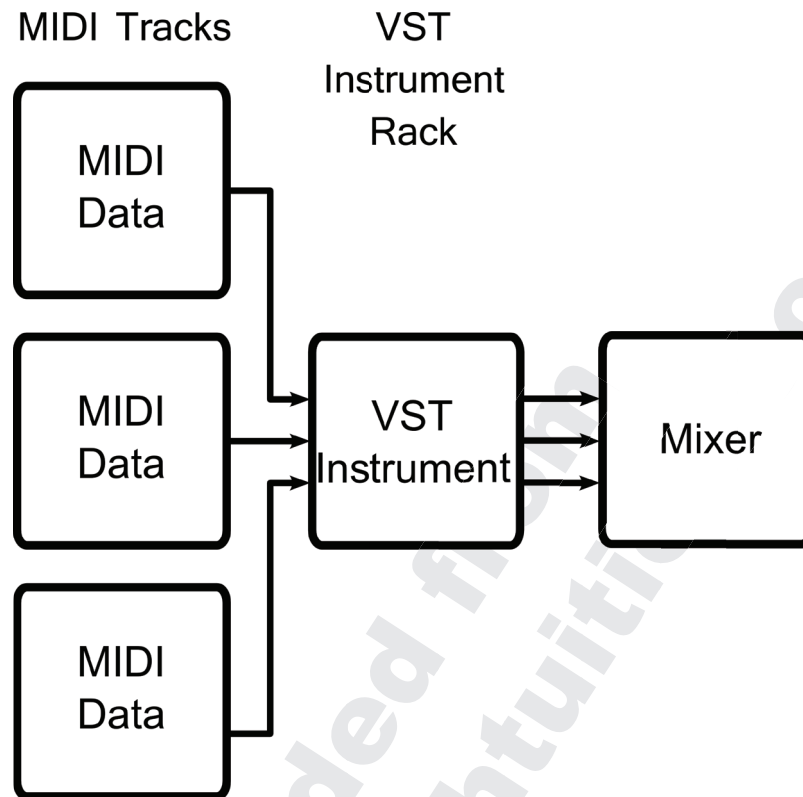 MIDI Tracks
VST
Instrument
Rack
MIDI
Data
MIDI
Data
VST
Instrument
Mixer
MIDI
Data